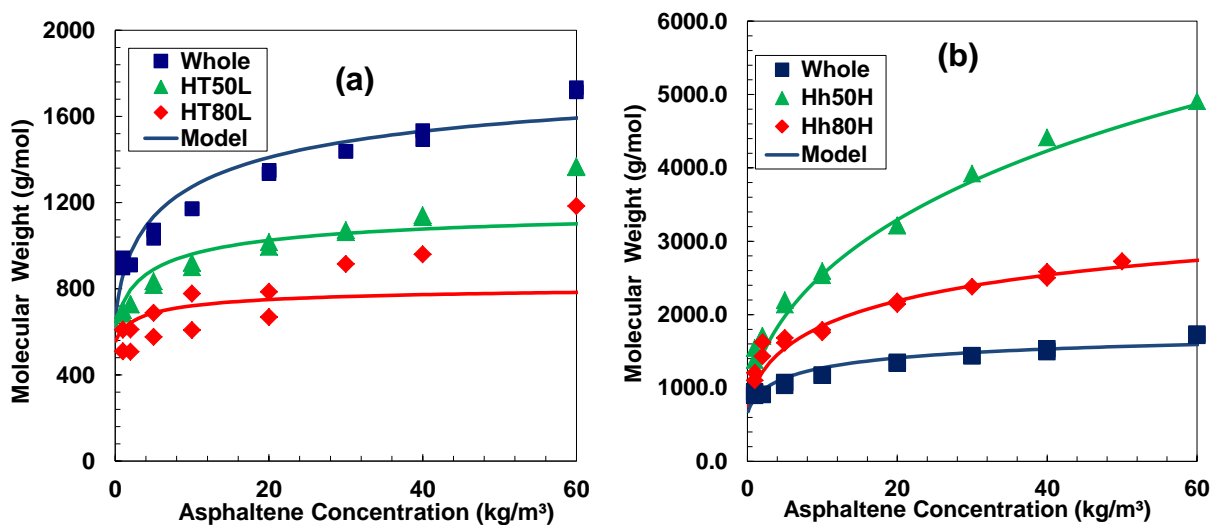 (a)
Whole
HT50L
HT80L
Model
2000
1600
1200
800
400
0
Molecular Weight (g/mol)
0
20
40
60
Asphaltene Concentration (kg/m³)
(b)
Whole
Hh50H
Hh80H
Model
6000.0
5000.0
4000.0
3000.0
2000.0
1000.0
0.0
Molecular Weight (g/mol)
0
20
40
60
Asphaltene Concentration (kg/m³)